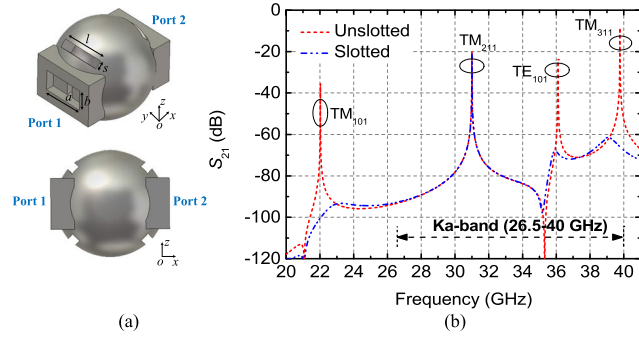 Port 2
l
s
a
b
Port 1
z
y
x
o
Port 1
Port 2
z
o
x
(a)
0
-20
-40
-60
-80
-100
-120
S21 (dB)
Unslotted
Slotted
TM101
TM211
TE101
TM311
Ka-band (26.5-40 GHz)
20 22 24 26 28 30 32 34 36 38 40
Frequency (GHz)
(b)